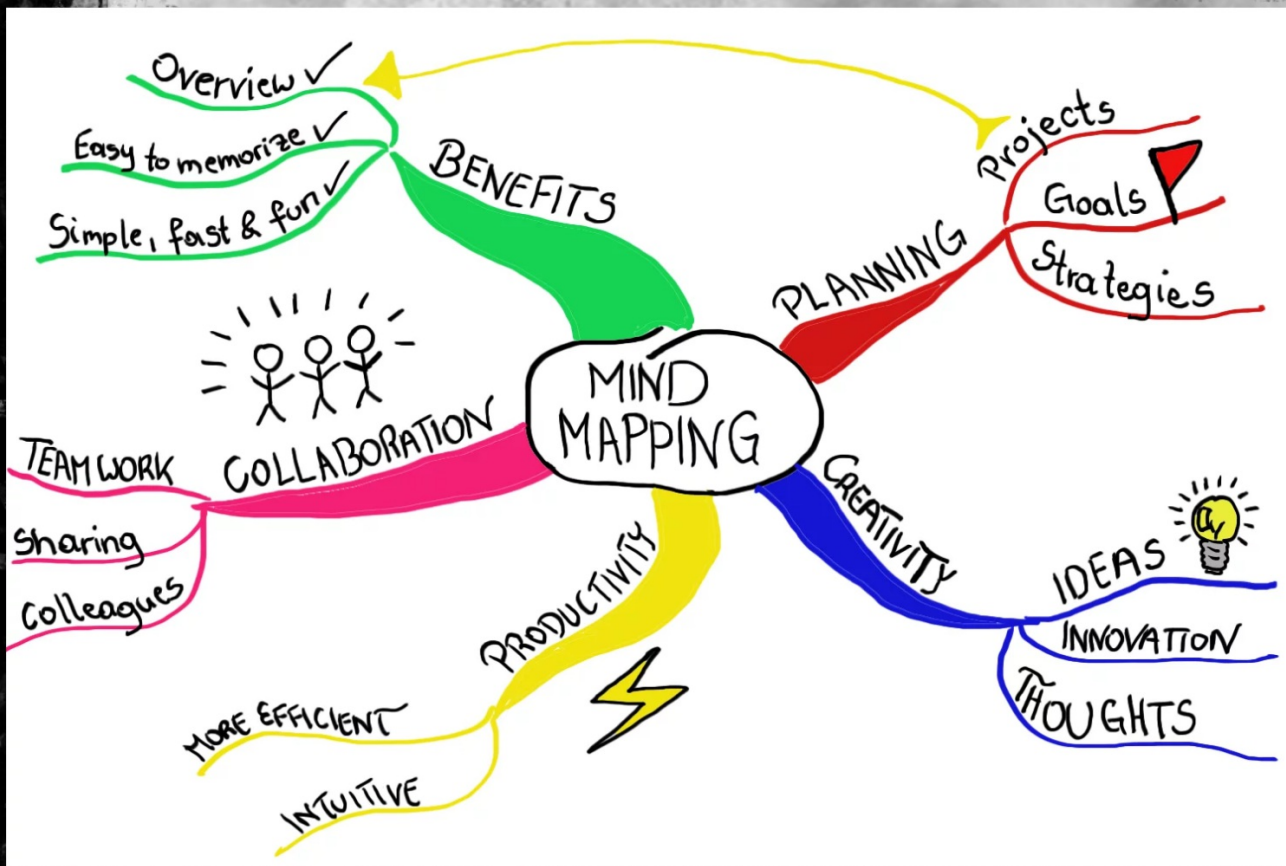 MIND
MAPPING
BENEFITS
Overview ✓
Easy to memorize ✓
Simple, fast & fun ✓
PLANNING
Projects
Goals
Strategies
COLLABORATION
TEAMWORK
Sharing
Colleagues
PRODUCTIVITY
MORE EFFICIENT
INTUITIVE
CREATIVITY
IDEAS
INNOVATION
THOUGHTS